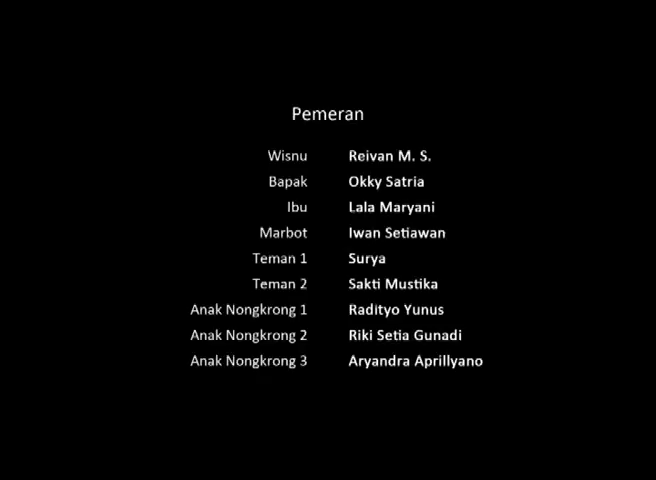 Pemeran
Wisnu Reivan M. S.
Bapak Okky Satria
Ibu Lala Maryani
Marbot Iwan Setiawan
Teman 1 Surya
Teman 2 Sakti Mustika
Anak Nongkrong 1 Radityo Yunus
Anak Nongkrong 2 Riki Setia Gunadi
Anak Nongkrong 3 Aryandra Aprillyano